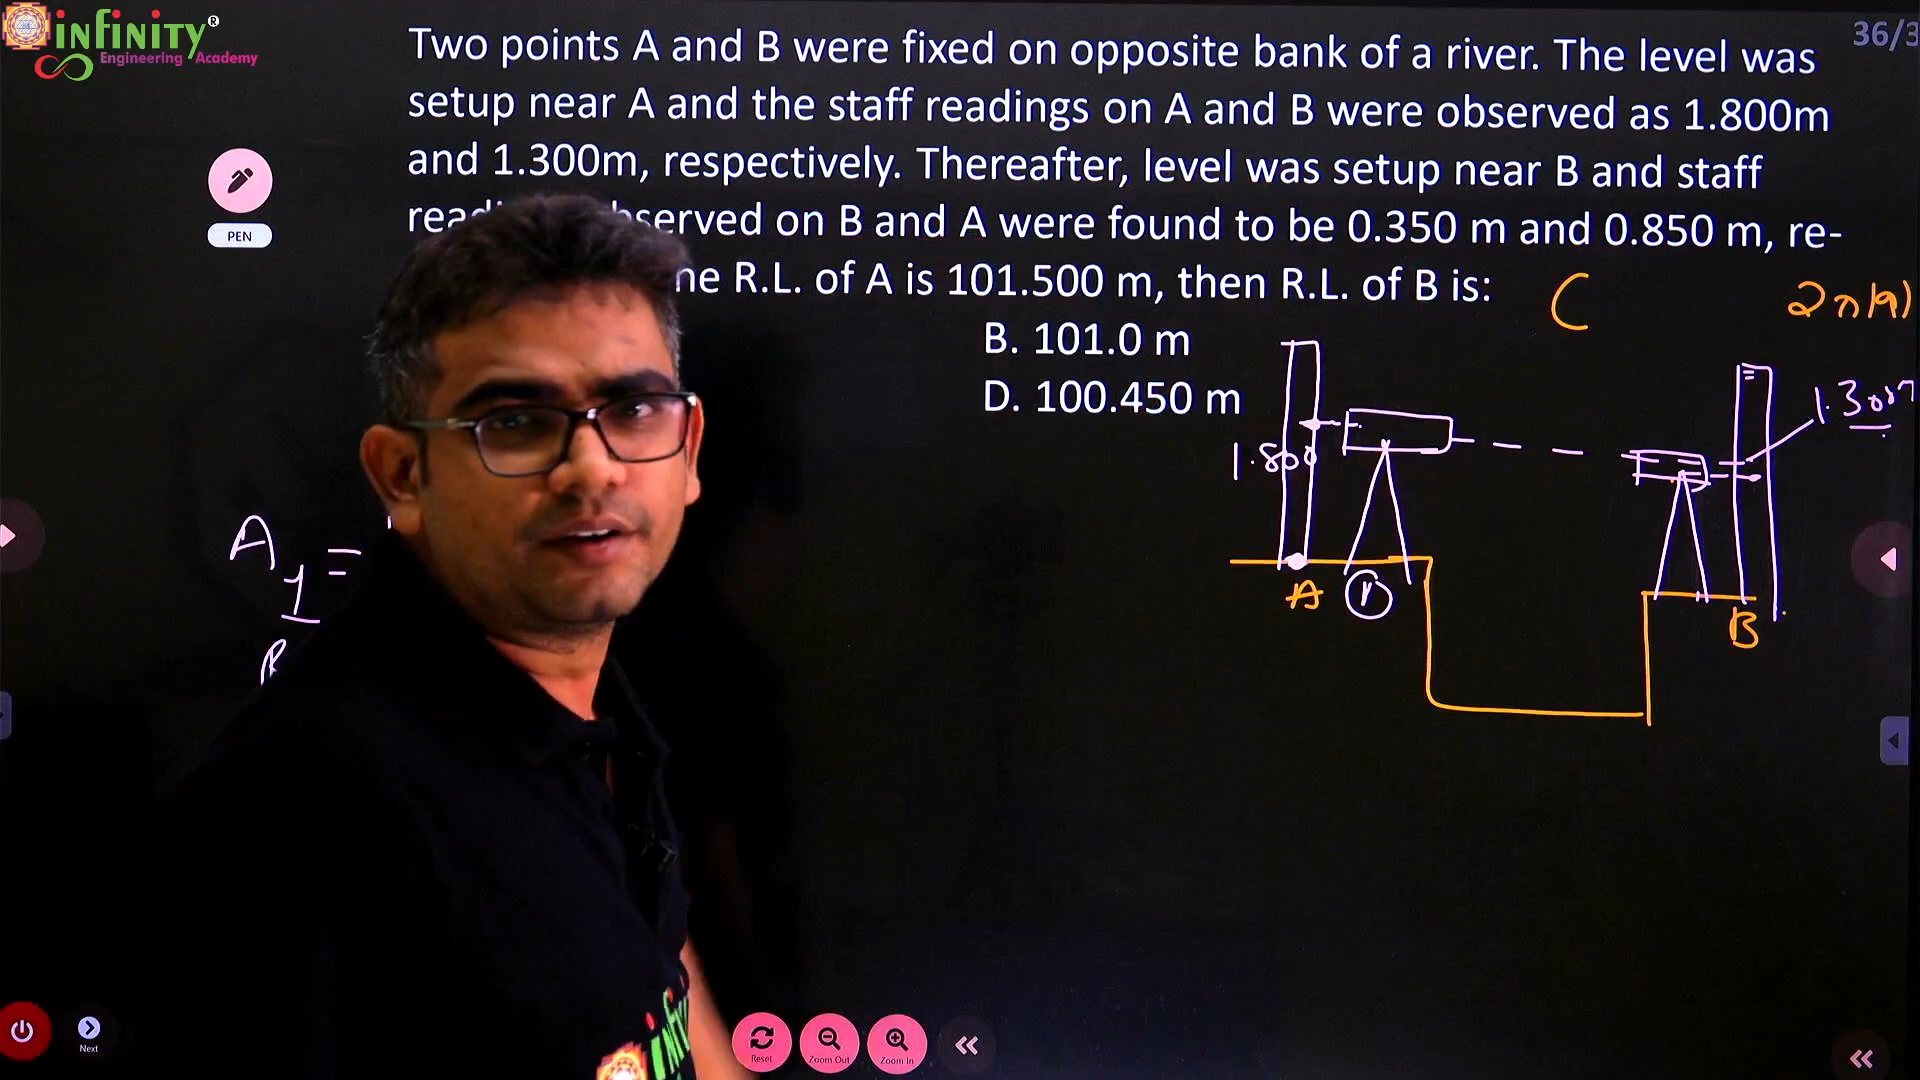 infinity®
Engineering Academy
36/3
Two points A and B were fixed on opposite bank of a river. The level was
setup near A and the staff readings on A and B were observed as 1.800m
and 1.300m, respectively. Thereafter, level was setup near B and staff
observed on B and A were found to be 0.350 m and 0.850 m, re-
R.L. of A is 101.500 m, then R.L. of B is:
B. 101.0 m
D. 100.450 m
PEN
1.300
1.800
A
B
A
Next
Reset
Zoom Out
Zoom In